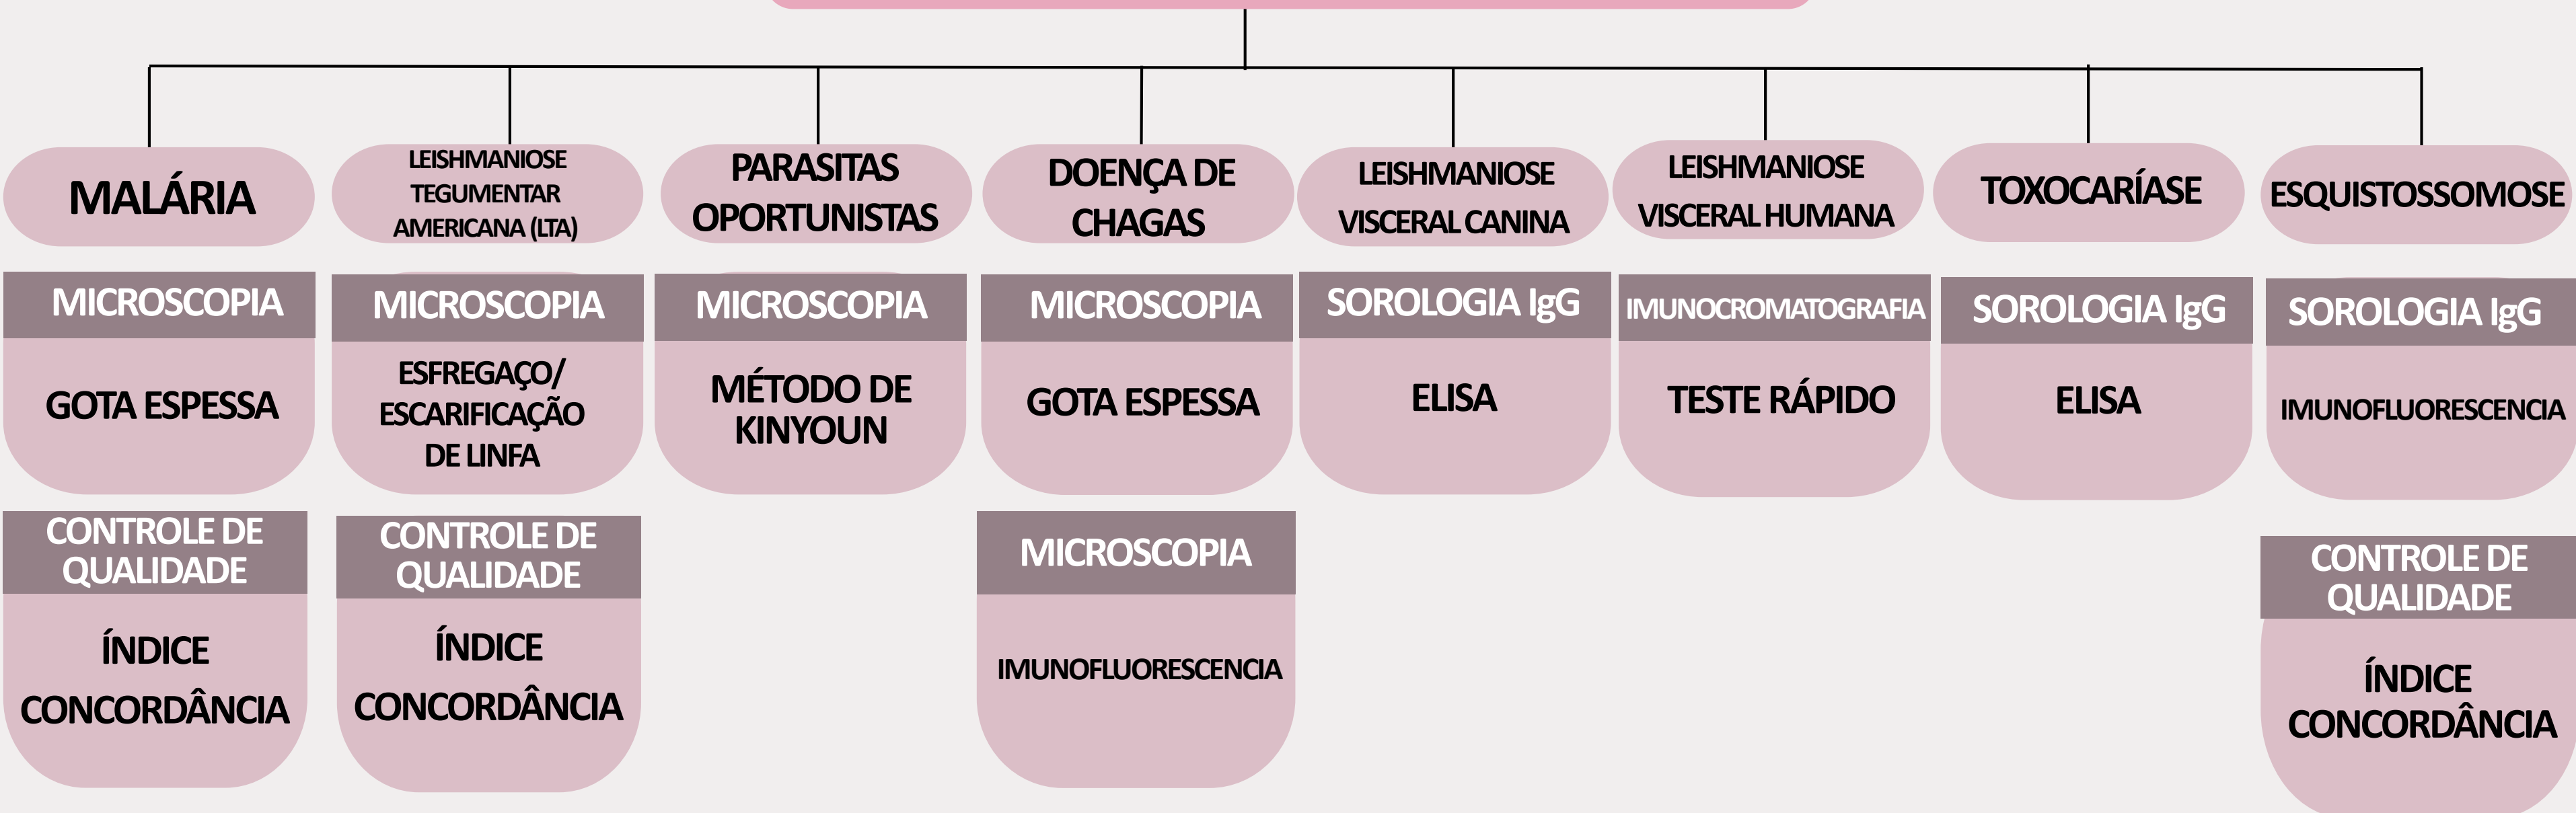 MALÁRIA
LEISHMANIOSE
TEGUMENTAR
AMERICANA (LTA)
PARASITAS
OPORTUNISTAS
DOENÇA DE
CHAGAS
LEISHMANIOSE
VISCERAL CANINA
LEISHMANIOSE
VISCERAL HUMANA
TOXOCARÍASE
ESQUISTOSSOMOSE
MICROSCOPIA
GOTA ESPESSA
MICROSCOPIA
ESFREGAÇO/
ESCARIFICAÇÃO
DE LINFA
MICROSCOPIA
MÉTODO DE
KINYOUN
MICROSCOPIA
GOTA ESPESSA
SOROLOGIA IgG
ELISA
IMUNOCROMATOGRAFIA
TESTE RÁPIDO
SOROLOGIA IgG
ELISA
SOROLOGIA IgG
IMUNOFLUORESCENCIA
CONTROLE DE
QUALIDADE
ÍNDICE
CONCORDÂNCIA
CONTROLE DE
QUALIDADE
ÍNDICE
CONCORDÂNCIA
MICROSCOPIA
IMUNOFLUORESCENCIA
CONTROLE DE
QUALIDADE
ÍNDICE
CONCORDÂNCIA